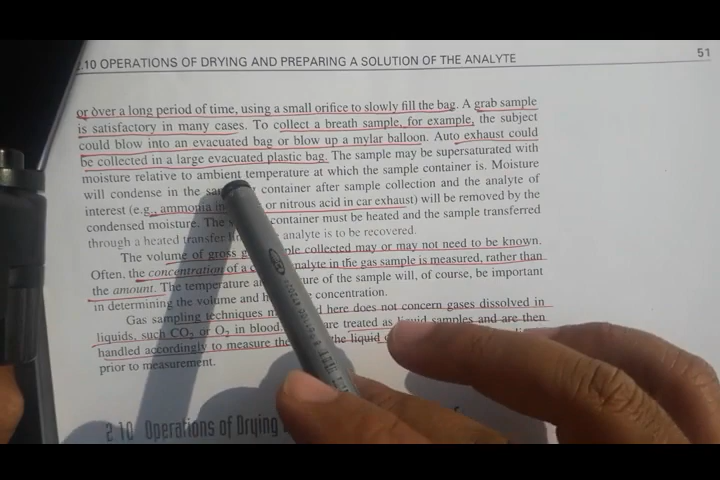 2.10 OPERATIONS OF DRYING AND PREPARING A SOLUTION OF THE ANALYTE 51
or over a long period of time, using a small orifice to slowly fill the bag. A grab sample
is satisfactory in many cases. To collect a breath sample, for example, the subject
could blow into an evacuated bag or blow up a mylar balloon. Auto exhaust could
be collected in a large evacuated plastic bag. The sample may be supersaturated with
moisture relative to ambient temperature at which the sample container is. Moisture
will condense in the container after sample collection and the analyte of
interest (e.g., ammonia in or nitrous acid in car exhaust) will be removed by the
condensed moisture. The container must be heated and the sample transferred
through a heated transfer analyte is to be recovered.
The volume of gross collected may or may not need to be known.
Often, the concentration of a analyte in the gas sample is measured, rather than
the amount. The temperature of the sample will, of course, be important
in determining the volume and concentration.
Gas sampling techniques here does not concern gases dissolved in
liquids, such CO2 or O2 in blood. treated as liquid samples and are then
handled accordingly to measure the liquid
prior to measurement.
2.10 Operations of Drying